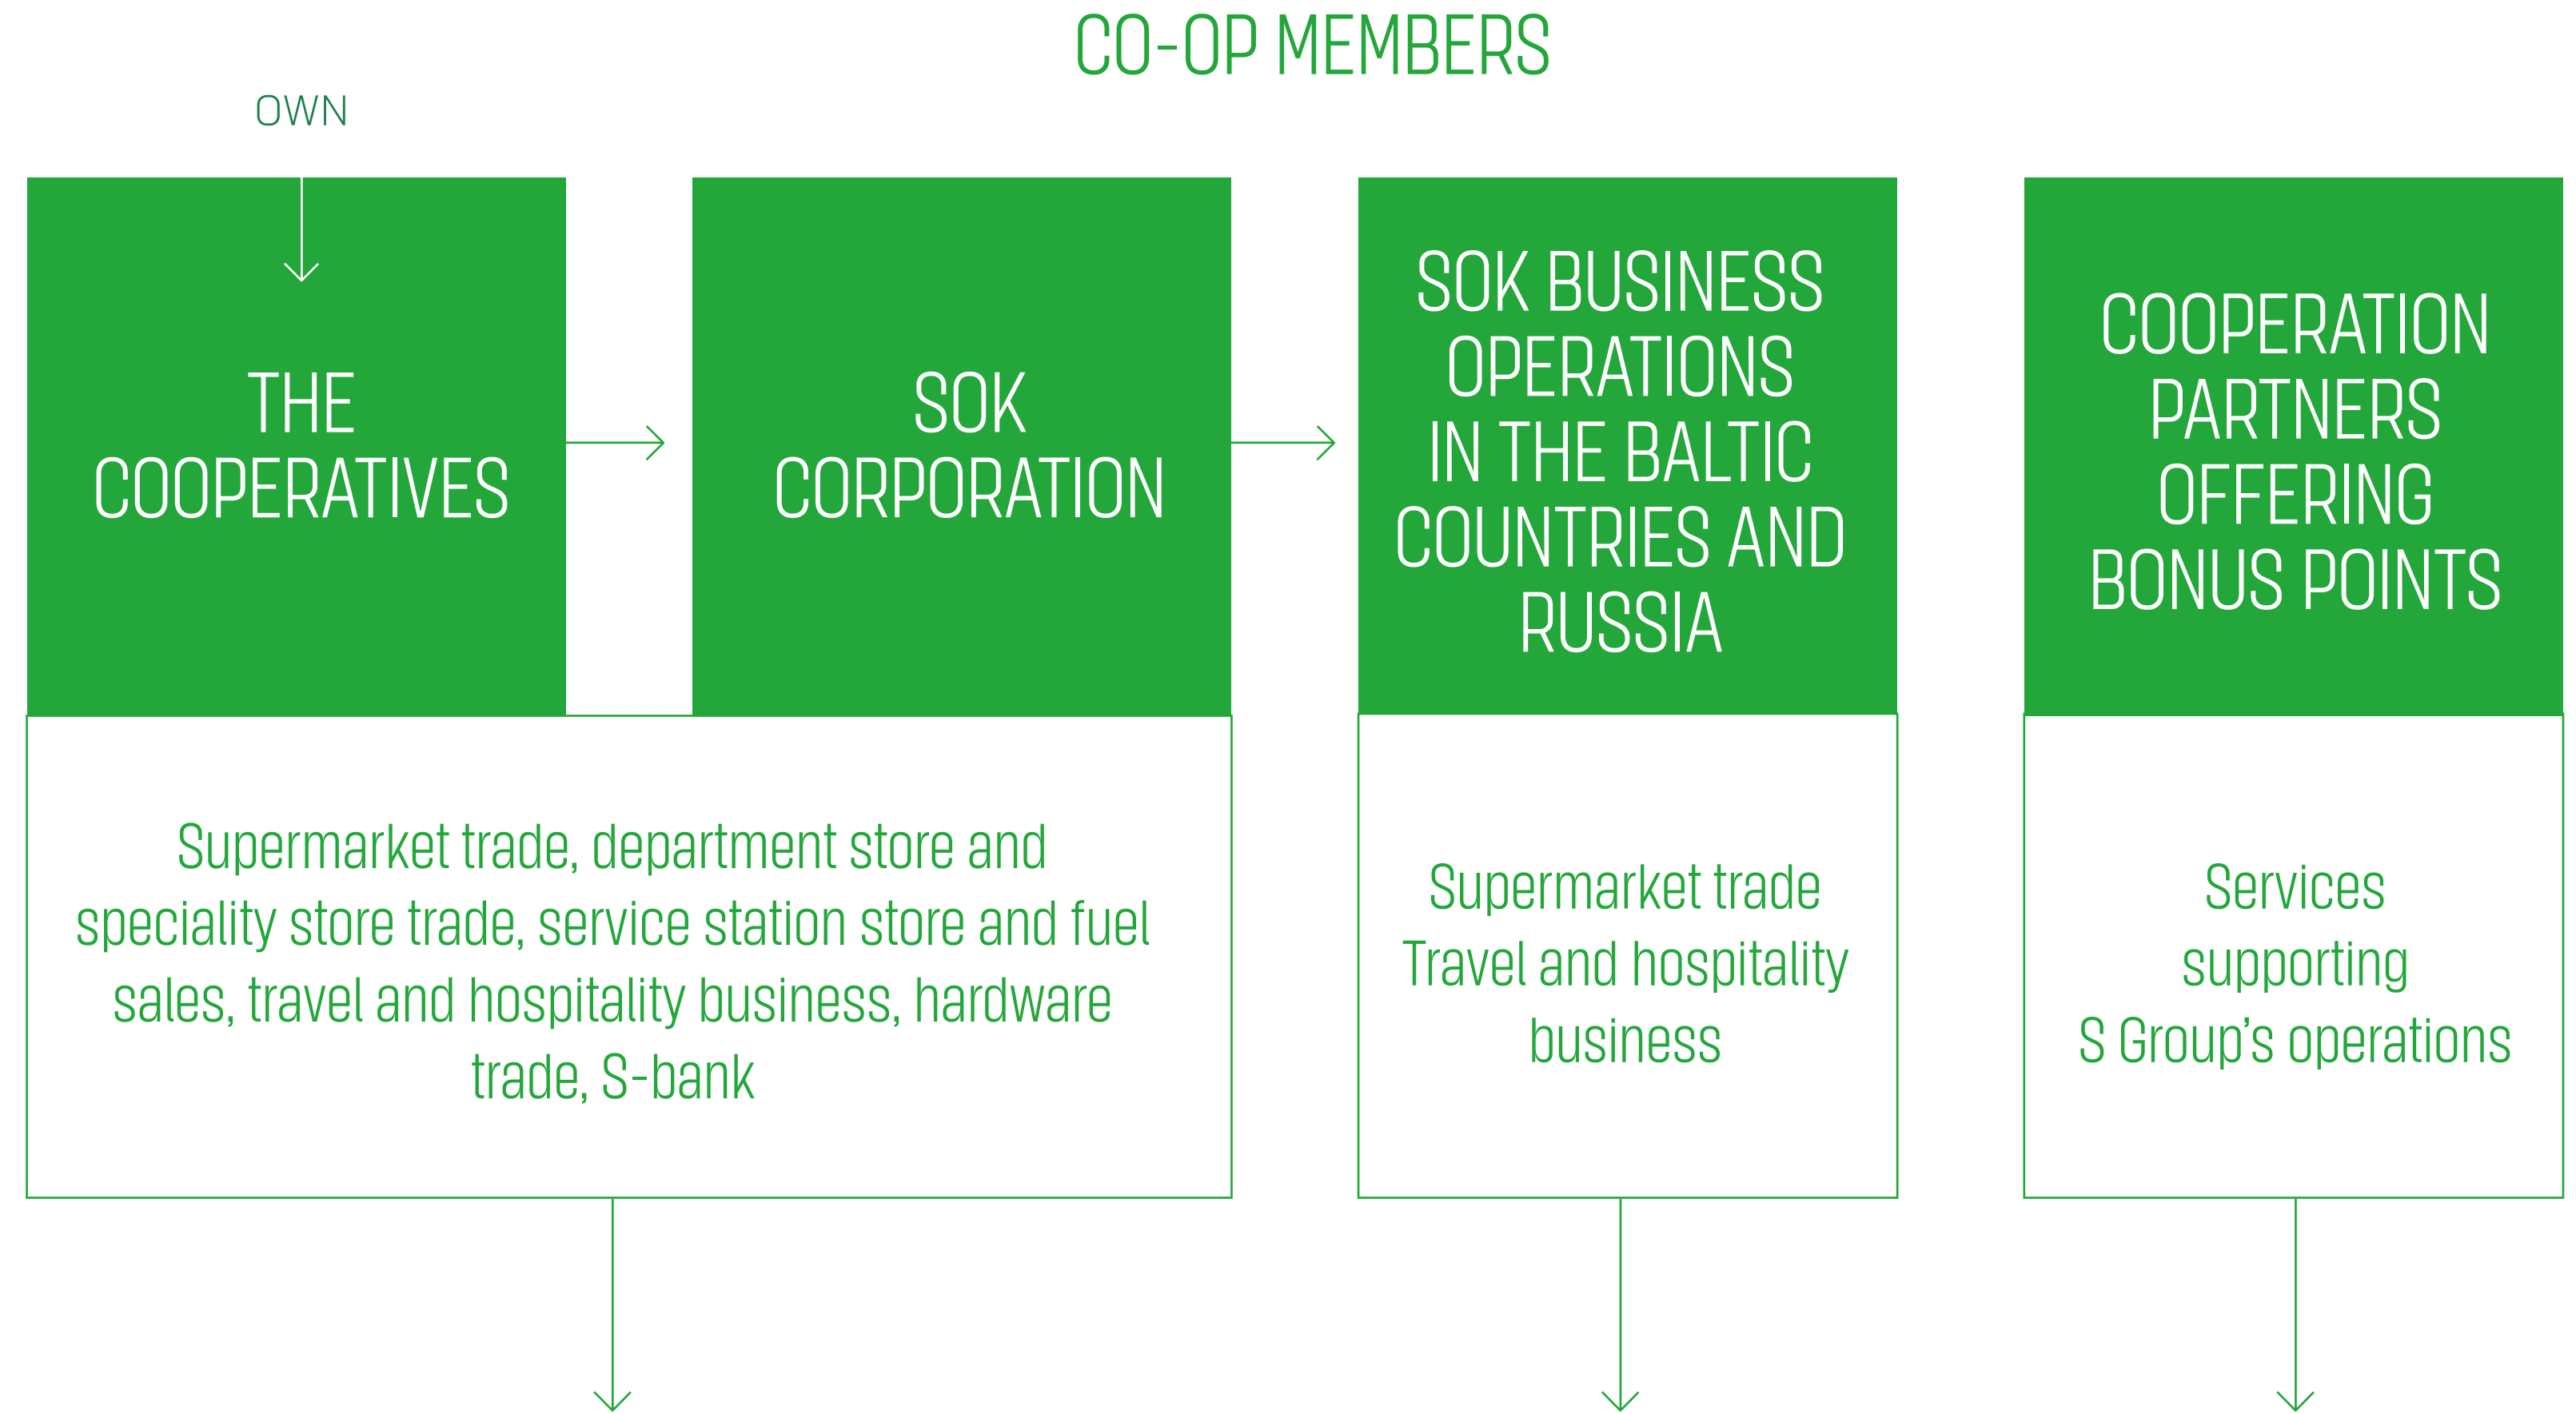 CO-OP MEMBERS
OWN
THE
COOPERATIVES
SOK
CORPORATION
SOK BUSINESS
OPERATIONS
IN THE BALTIC
COUNTRIES AND
RUSSIA
COOPERATION
PARTNERS
OFFERING
BONUS POINTS
Supermarket trade, department store and
speciality store trade, service station store and fuel
sales, travel and hospitality business, hardware
trade, S-bank
Supermarket trade
Travel and hospitality
business
Services
supporting
S Group’s operations